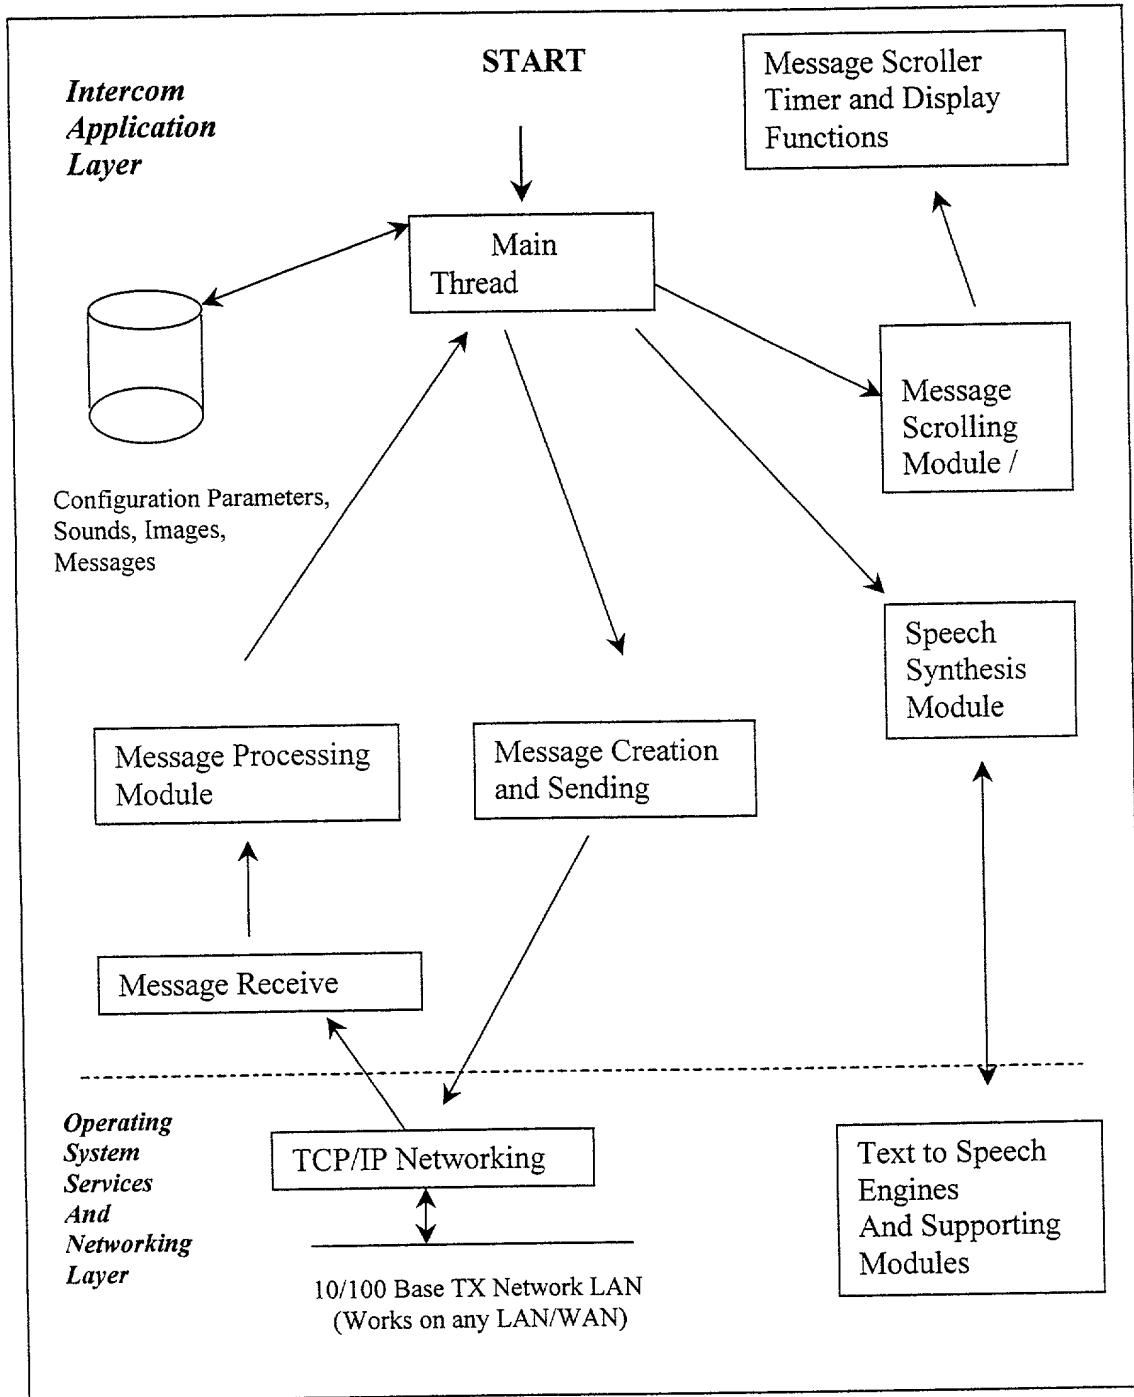 Intercom
Application
Layer
START
Message Scroller
Timer and Display
Functions
Main
Thread
Message
Scrolling
Module /
Configuration Parameters,
Sounds, Images,
Messages
Speech
Synthesis
Module
Message Processing
Module
Message Creation
and Sending
Message Receive
Operating
System
Services
And
Networking
Layer
TCP/IP Networking
Text to Speech
Engines
And Supporting
Modules
10/100 Base TX Network LAN
(Works on any LAN/WAN)